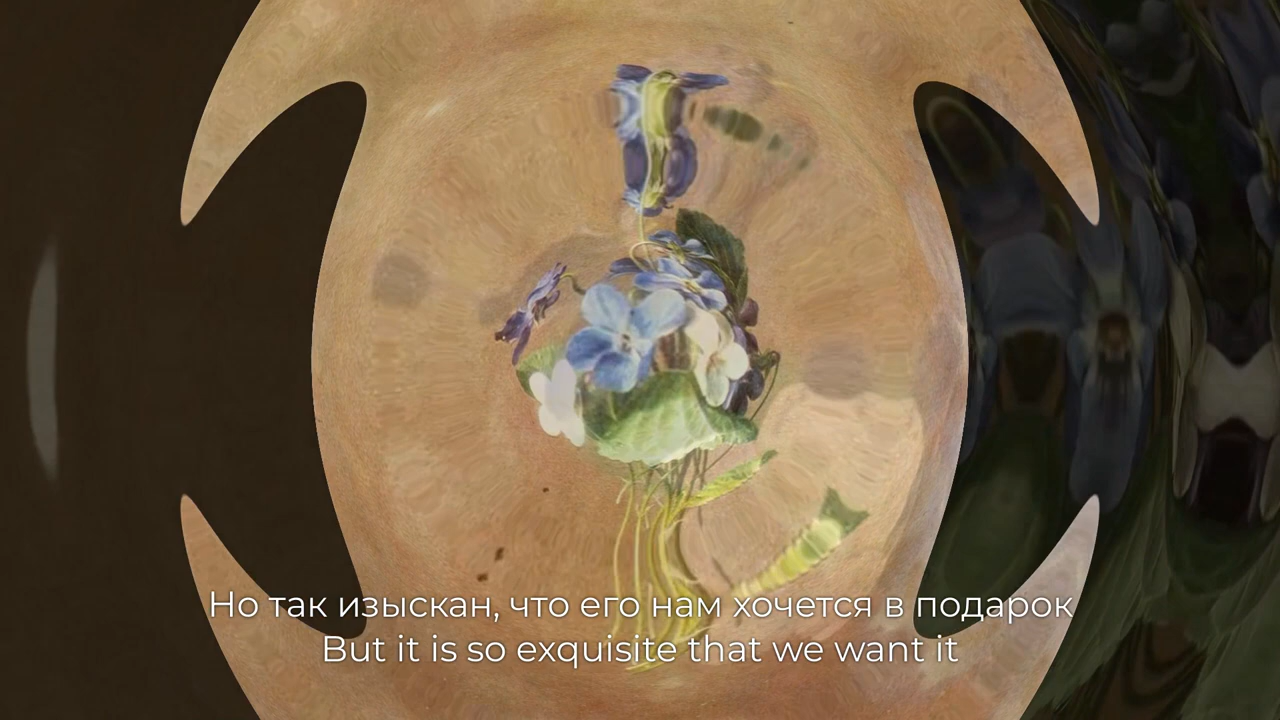 Но так изыскан, что его нам хочется в подарок
But it is so exquisite that we want it